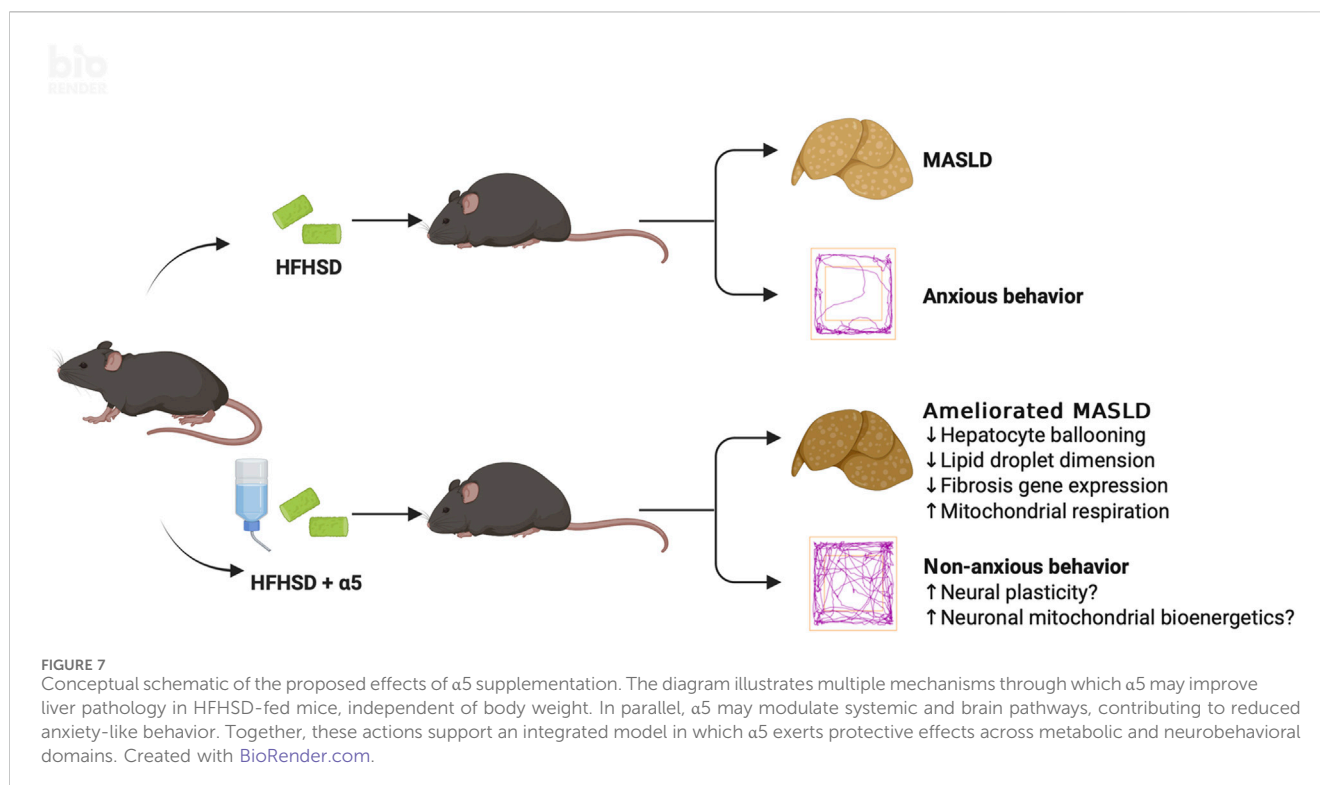 bio
RENDER
MASLD
HFHSD
Anxious behavior
Ameliorated MASLD
↓ Hepatocyte ballooning
↓ Lipid droplet dimension
↓ Fibrosis gene expression
↑ Mitochondrial respiration
HFHSD + α5
Non-anxious behavior
↑ Neural plasticity?
↑ Neuronal mitochondrial bioenergetics?
FIGURE 7
Conceptual schematic of the proposed effects of α5 supplementation. The diagram illustrates multiple mechanisms through which α5 may improve
liver pathology in HFHSD-fed mice, independent of body weight. In parallel, α5 may modulate systemic and brain pathways, contributing to reduced
anxiety-like behavior. Together, these actions support an integrated model in which α5 exerts protective effects across metabolic and neurobehavioral
domains. Created with BioRender.com.